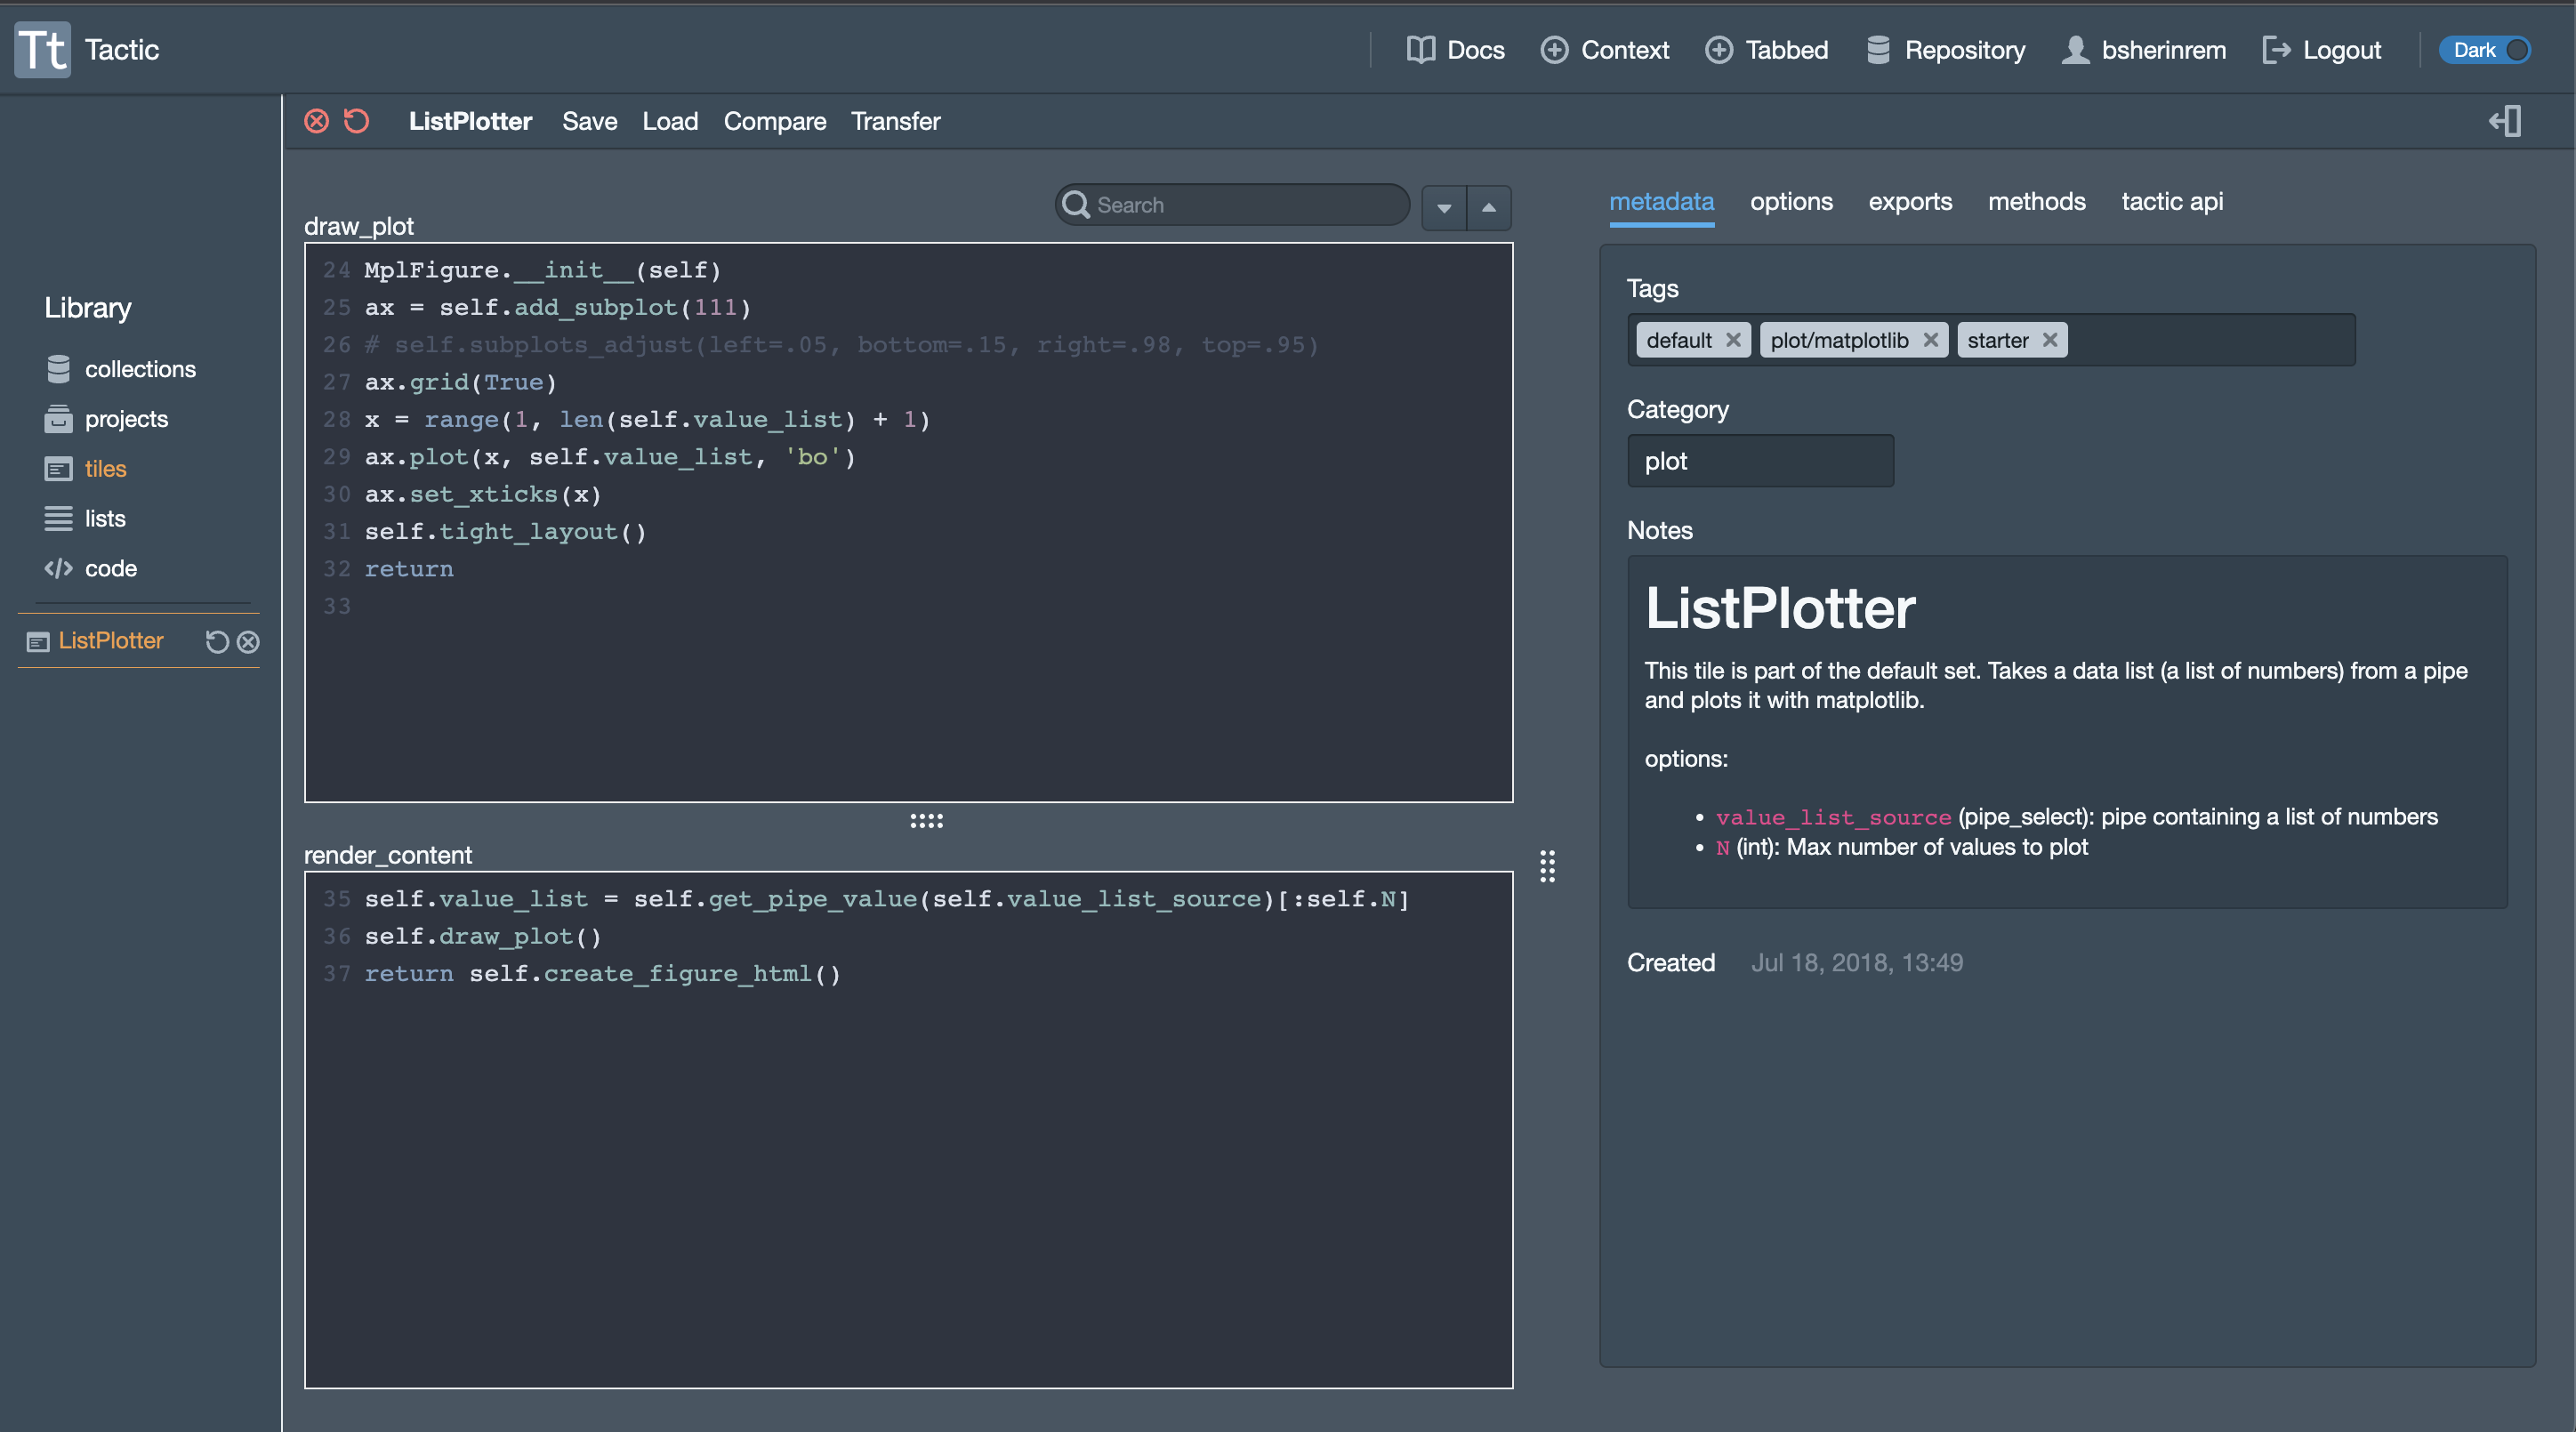 Tt Tactic
Docs Context Tabbed Repository bsherinrem Logout Dark
ListPlotter Save Load Compare Transfer
Library
collections
projects
tiles
lists
code
ListPlotter
Search
draw_plot
24 MplFigure.__init__(self)
25 ax = self.add_subplot(111)
26 # self.subplots_adjust(left=.05, bottom=.15, right=.98, top=.95)
27 ax.grid(True)
28 x = range(1, len(self.value_list) + 1)
29 ax.plot(x, self.value_list, 'bo')
30 ax.set_xticks(x)
31 self.tight_layout()
32 return
33
render_content
35 self.value_list = self.get_pipe_value(self.value_list_source)[:self.N]
36 self.draw_plot()
37 return self.create_figure_html()
metadata options exports methods tactic api
Tags
default plot/matplotlib starter
Category
plot
Notes
ListPlotter
This tile is part of the default set. Takes a data list (a list of numbers) from a pipe
and plots it with matplotlib.
options:
• value_list_source (pipe_select): pipe containing a list of numbers
• N (int): Max number of values to plot
Created Jul 18, 2018, 13:49